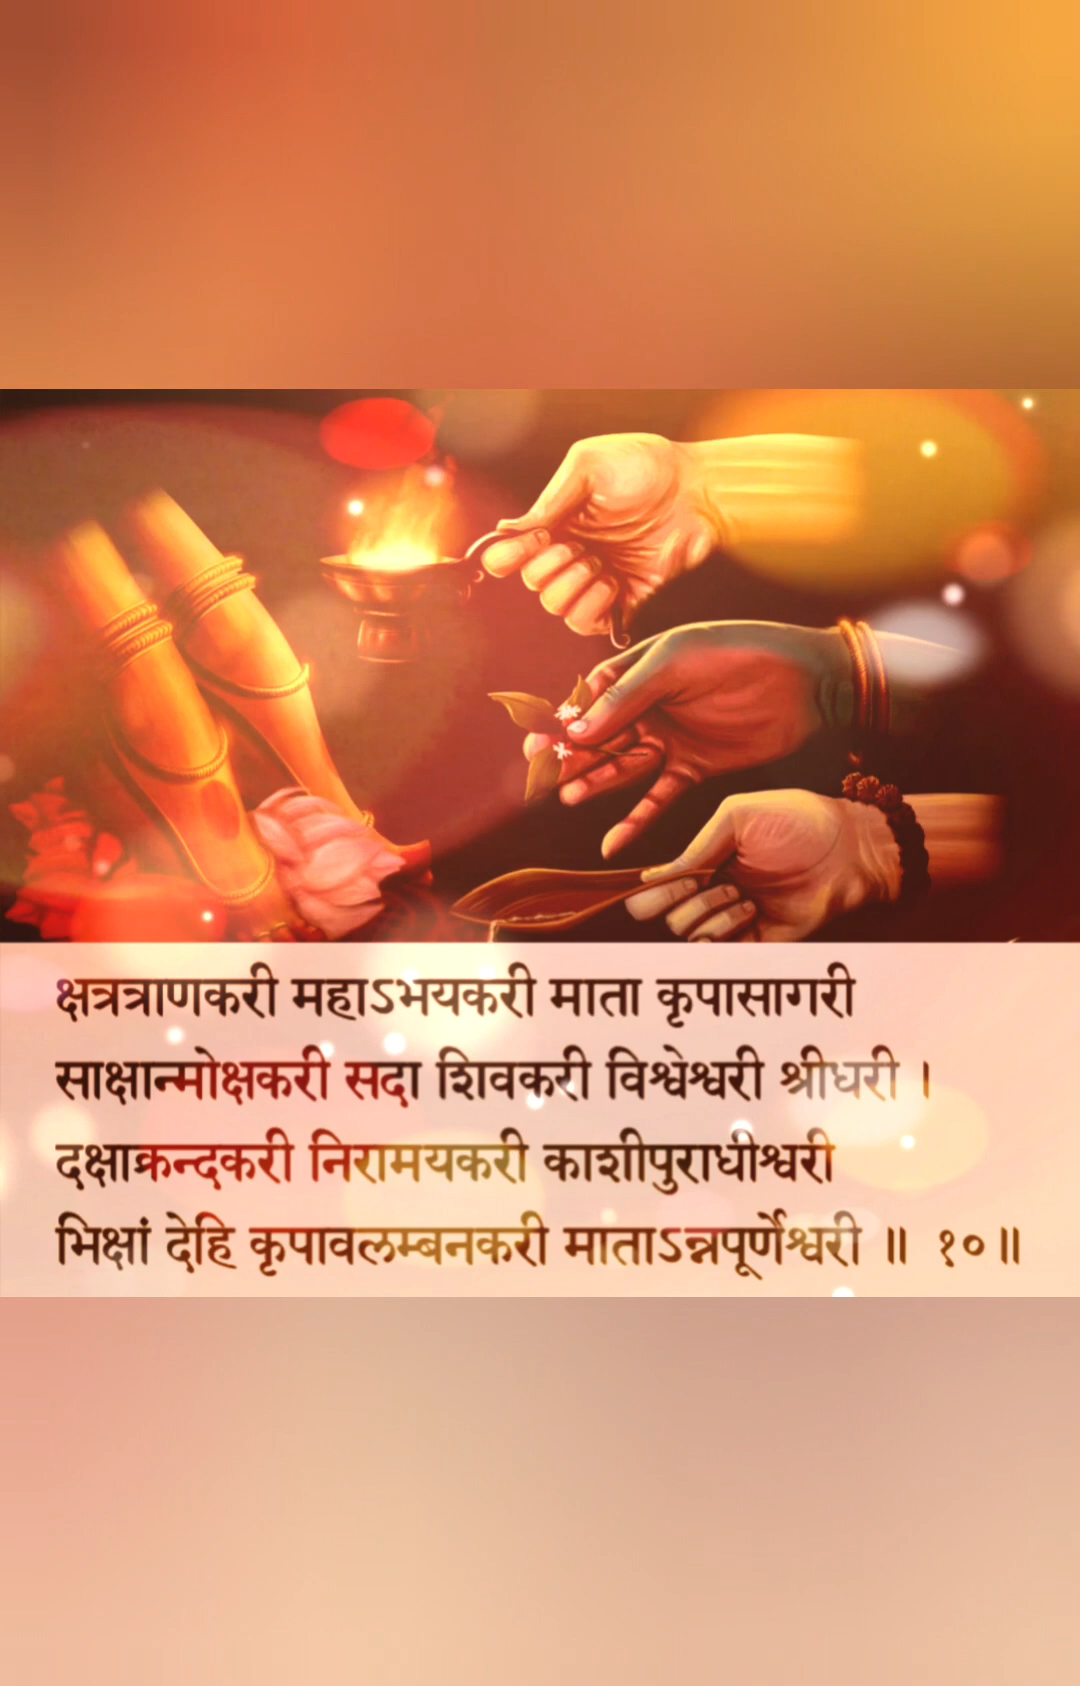 क्षत्रत्राणकरी महाऽभयकरी माता कृपासागरी
साक्षान्मोक्षकरी सदा शिवकरी विश्वेश्वरी श्रीधरी ।
दक्षाक्रन्दकरी निरामयकरी काशीपुराधीश्वरी
भिक्षां देहि कृपावलम्बनकरी माताऽन्नपूर्णेश्वरी ॥ १० ॥